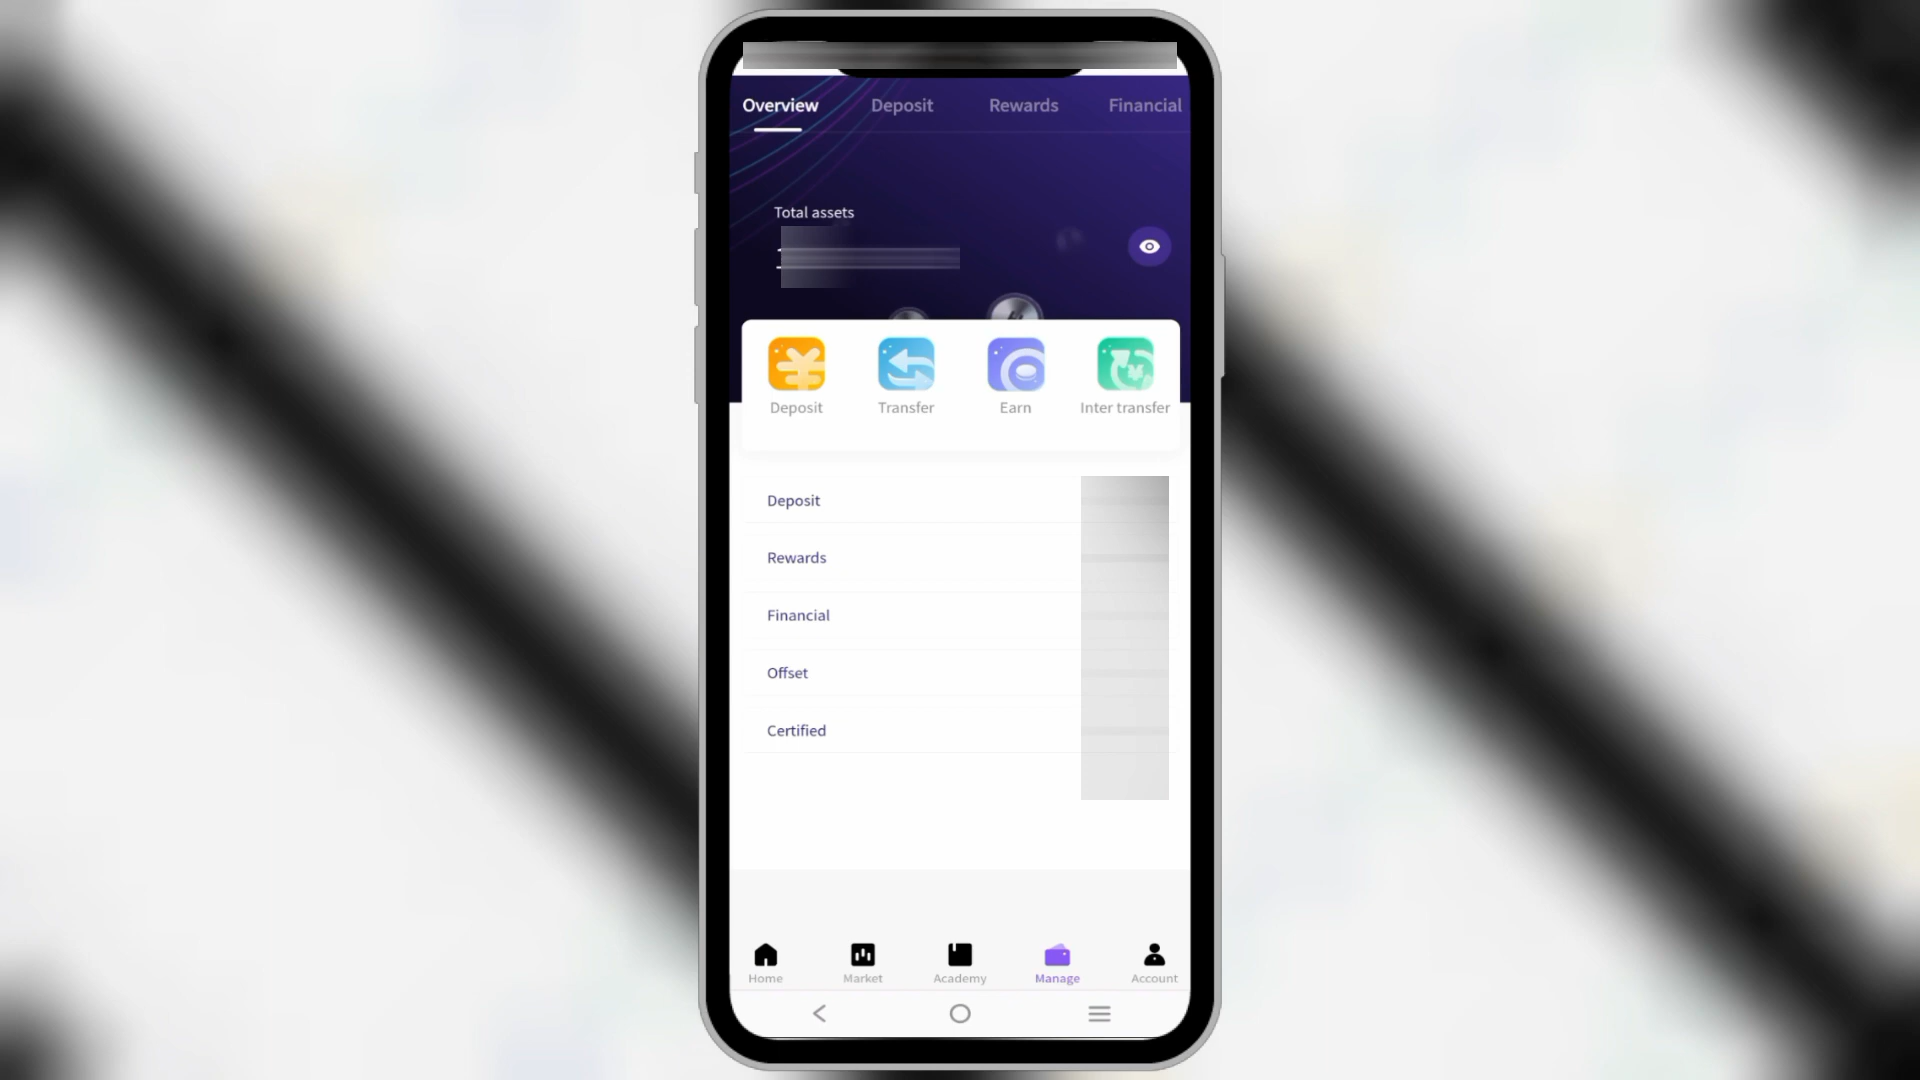 Overview Deposit Rewards Financial
Total assets
Deposit Transfer Earn Inter transfer
Deposit
Rewards
Financial
Offset
Certified
Home Market Academy Manage Account